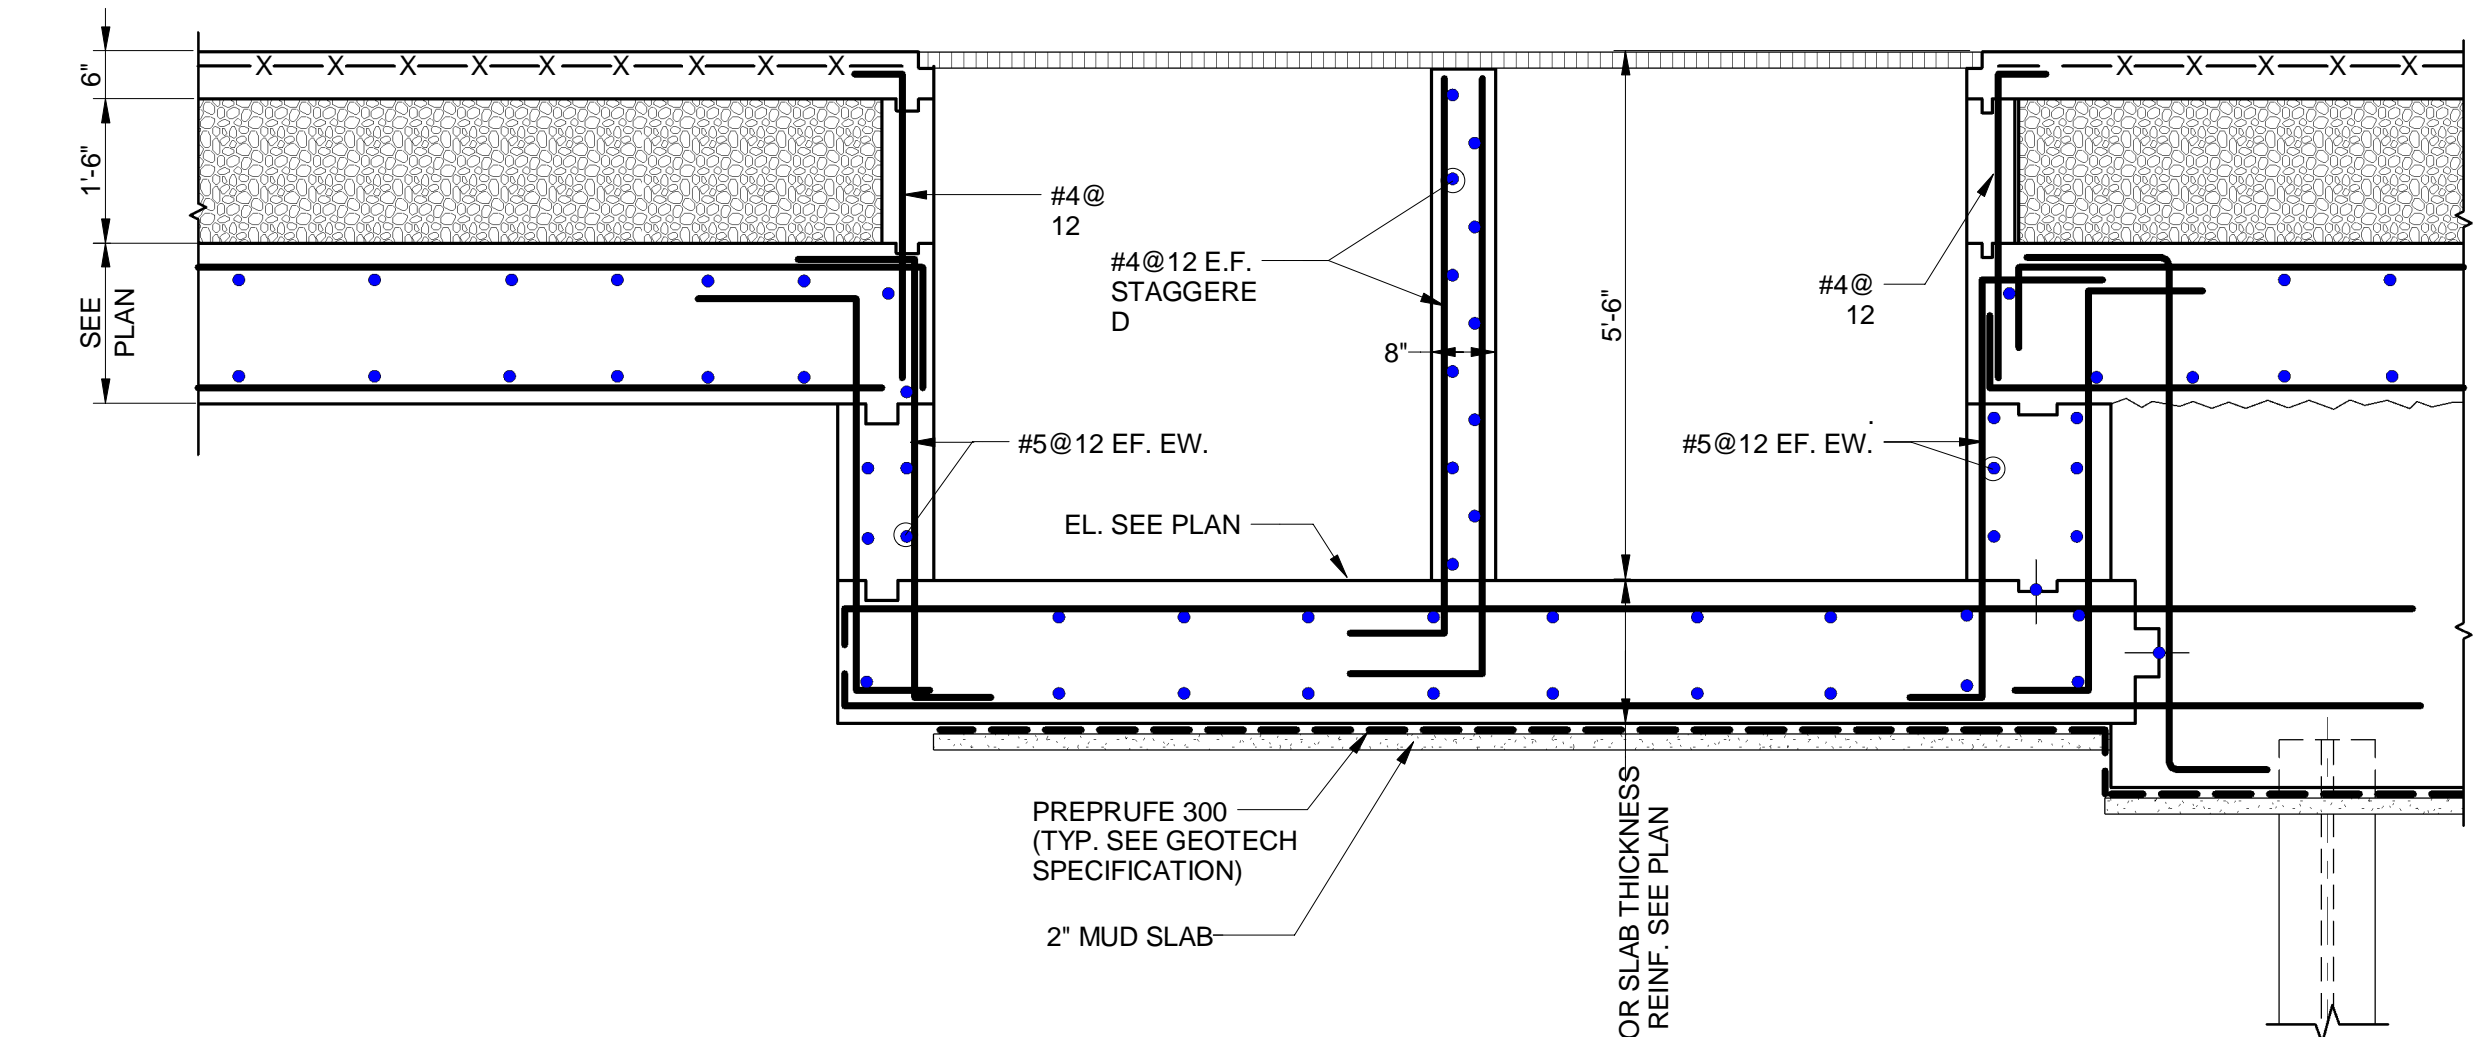 6"
1'-6"
SEE
PLAN
X X X X X X X X X
X X X X X
#4@
12
#4@12 E.F.
STAGGERE
D
8"
5'-6"
#4@
12
#5@12 EF. EW.
.
#5@12 EF. EW.
EL. SEE PLAN
PREPRUFE 300
(TYP. SEE GEOTECH
SPECIFICATION)
2" MUD SLAB
OR SLAB THICKNESS
REINF. SEE PLAN